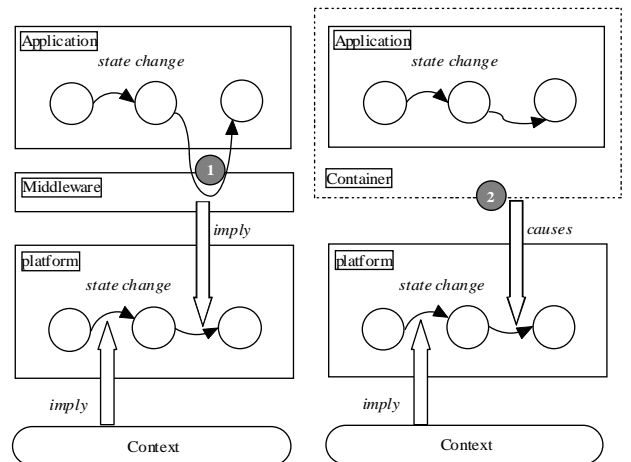 Application
state change
1
Middleware
imply
platform
state change
imply
Context
Application
state change
Container
2
causes
platform
state change
imply
Context